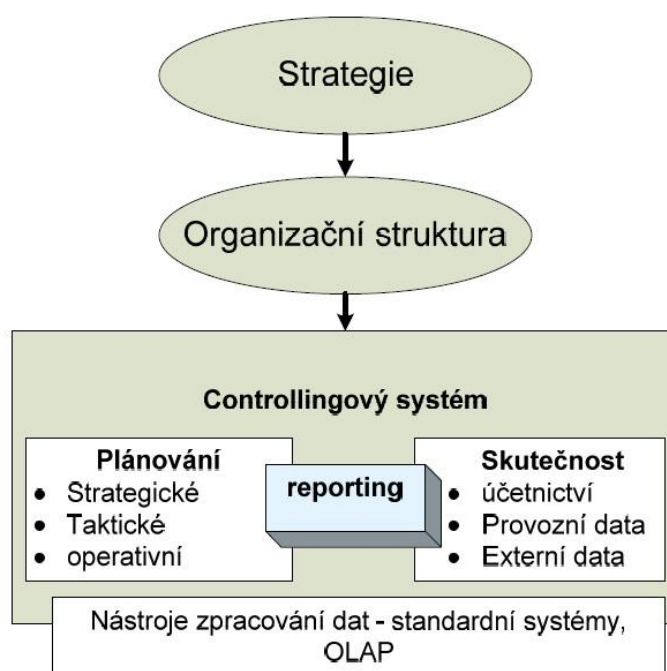 Strategie
Organizační struktura
Controllingový systém
Plánování
• Strategické
• Taktické
• operativní
reporting
Skutečnost
• účetnictví
• Provozní data
• Externí data
Nástroje zpracování dat - standardní systémy,
OLAP